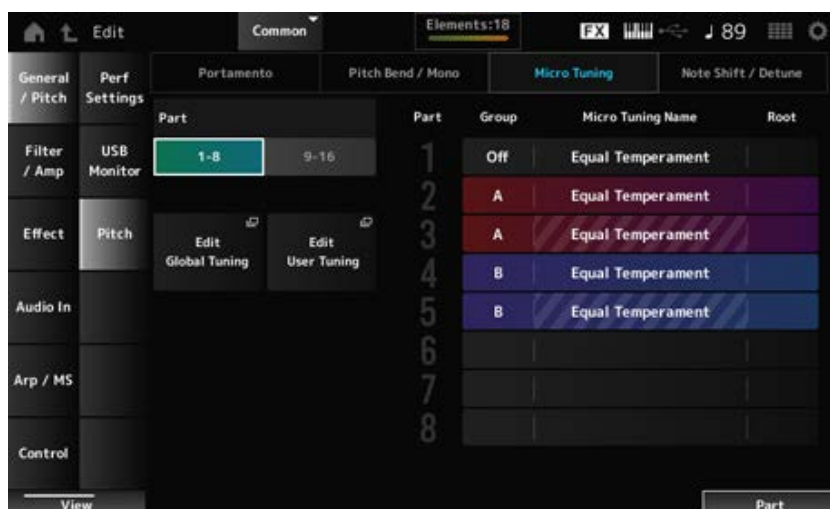 Edit
Common
Elements:18
FX
♩ 89
General / Pitch
Perf Settings
Portamento
Pitch Bend / Mono
Micro Tuning
Note Shift / Detune
Part
Part
Group
Micro Tuning Name
Root
Filter / Amp
USB Monitor
1-8
9-16
1
Off
Equal Temperament
2
A
Equal Temperament
Effect
Pitch
Edit
Global Tuning
Edit
User Tuning
3
A
Equal Temperament
4
B
Equal Temperament
Audio In
5
B
Equal Temperament
6
Arp / MS
7
8
Control
View
Part